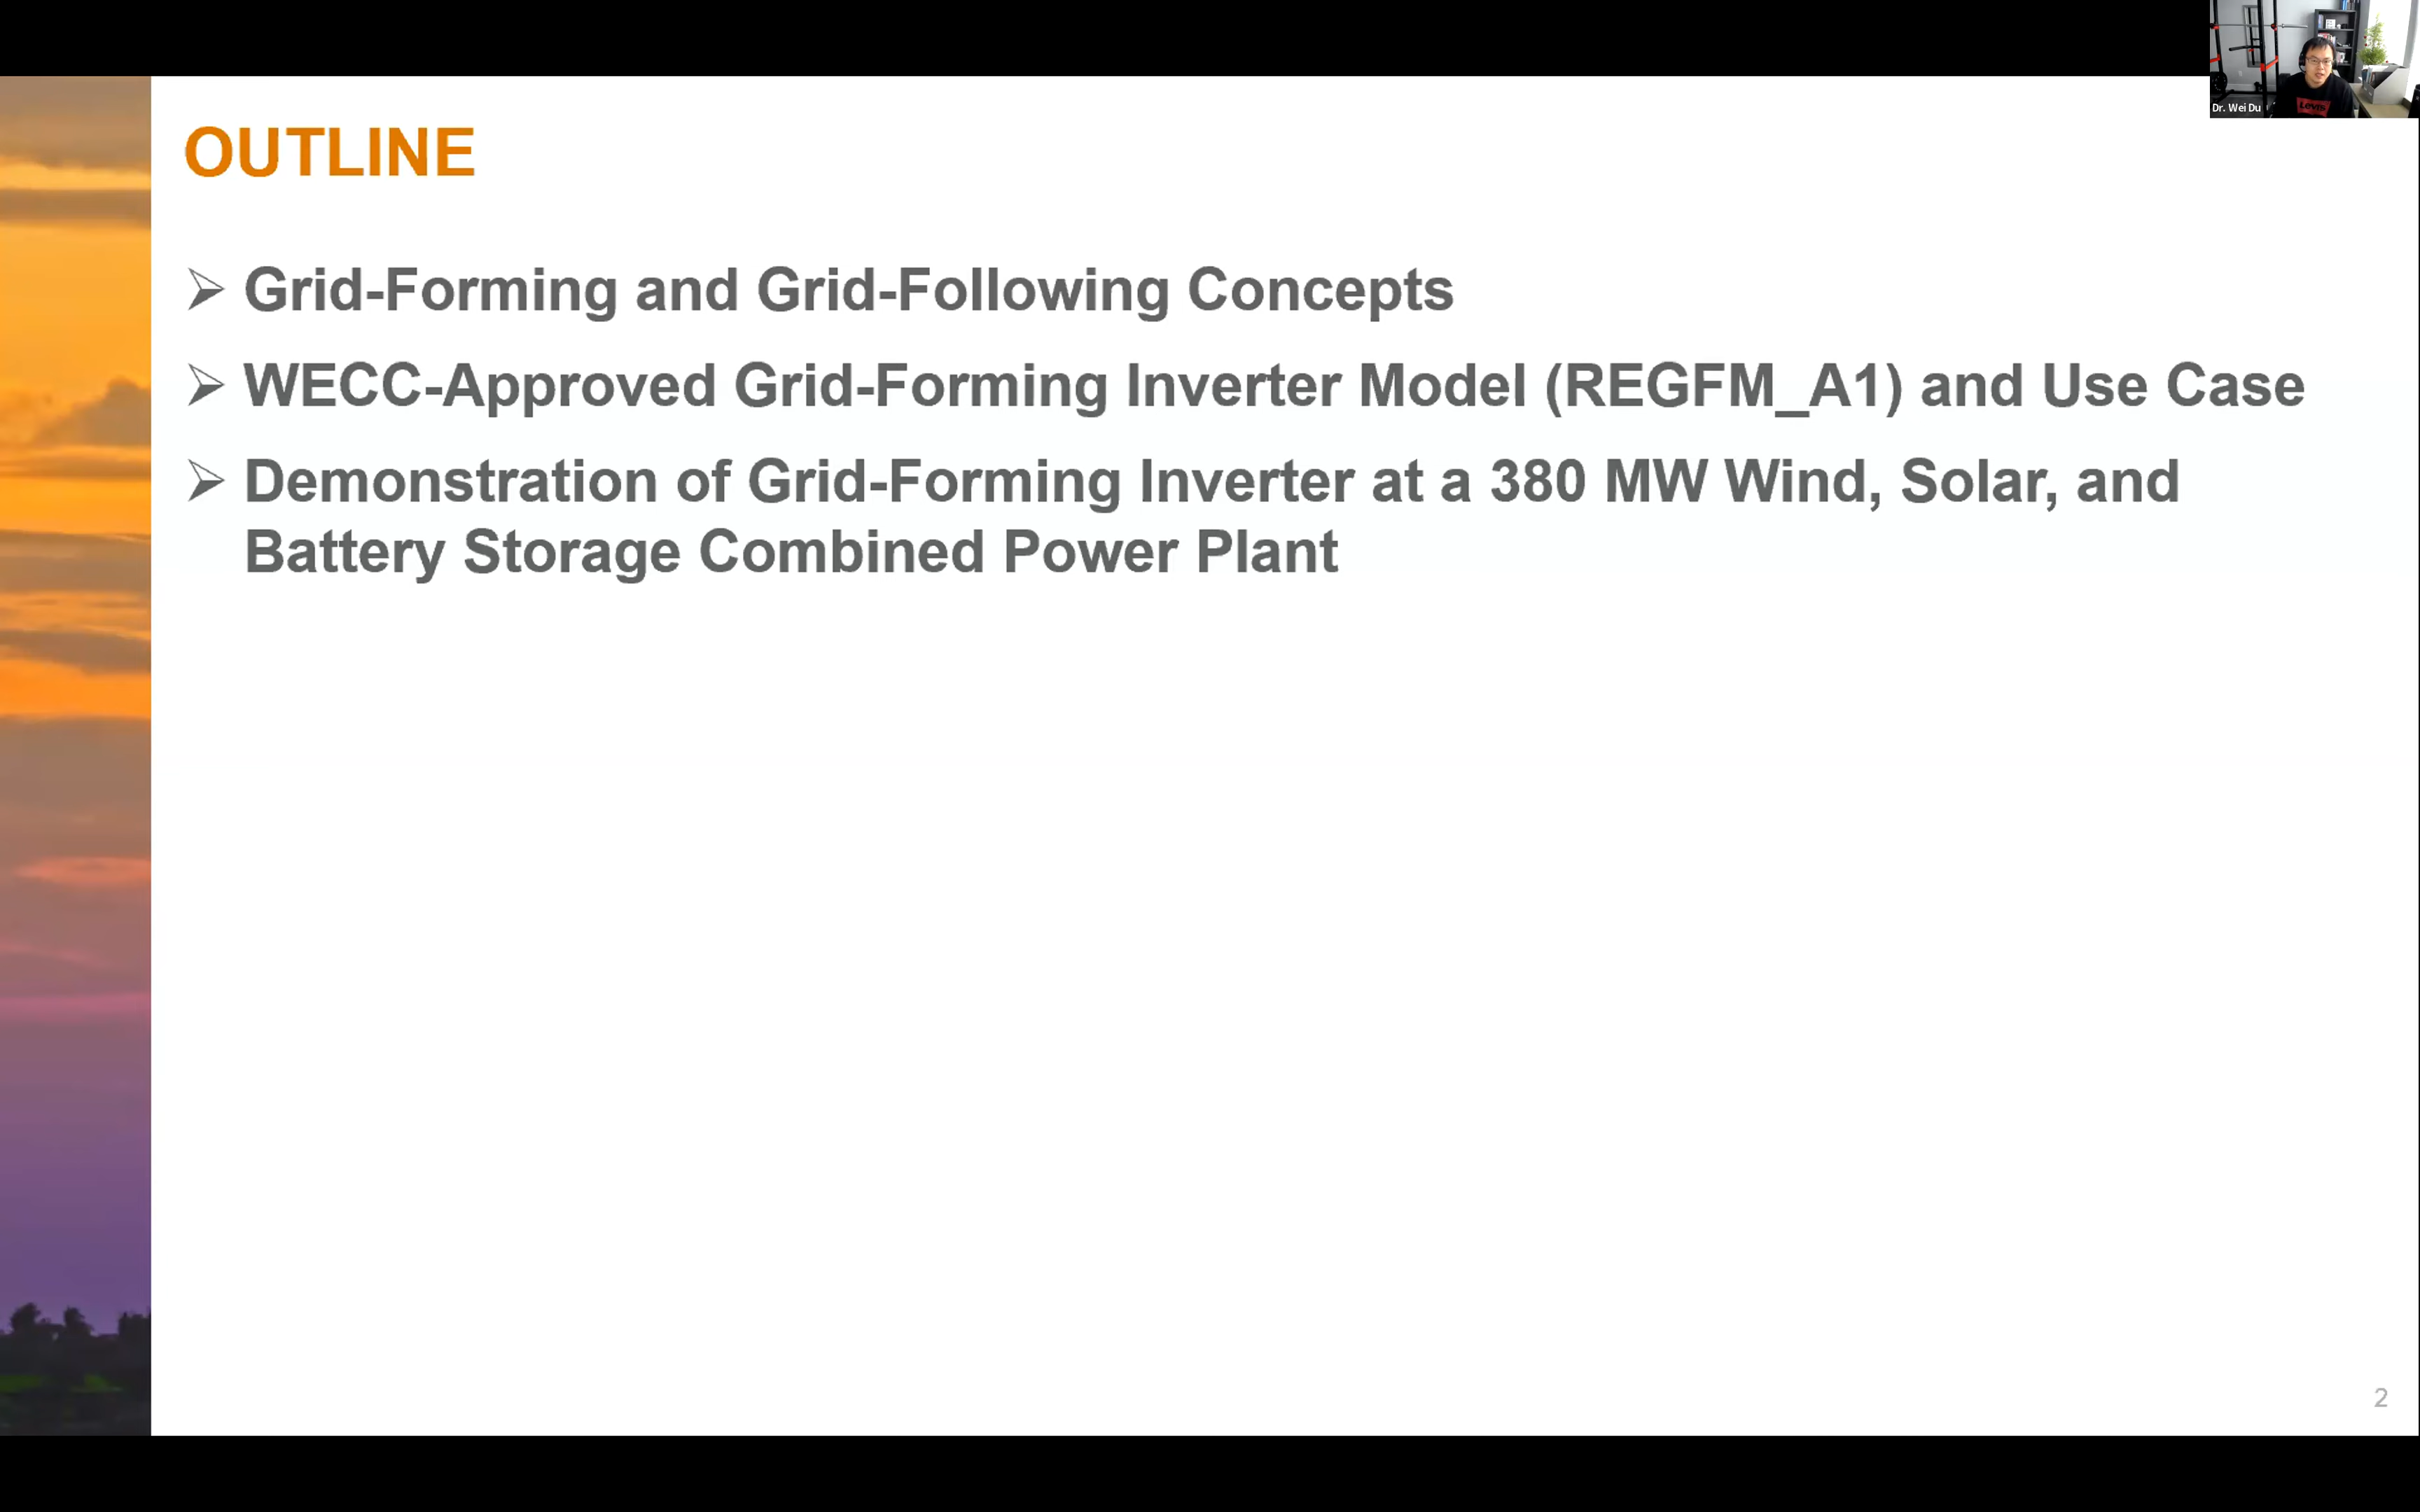 Dr. Wei Du
Levi's
OUTLINE
➢ Grid-Forming and Grid-Following Concepts
➢ WECC-Approved Grid-Forming Inverter Model (REGFM_A1) and Use Case
➢ Demonstration of Grid-Forming Inverter at a 380 MW Wind, Solar, and
Battery Storage Combined Power Plant
2